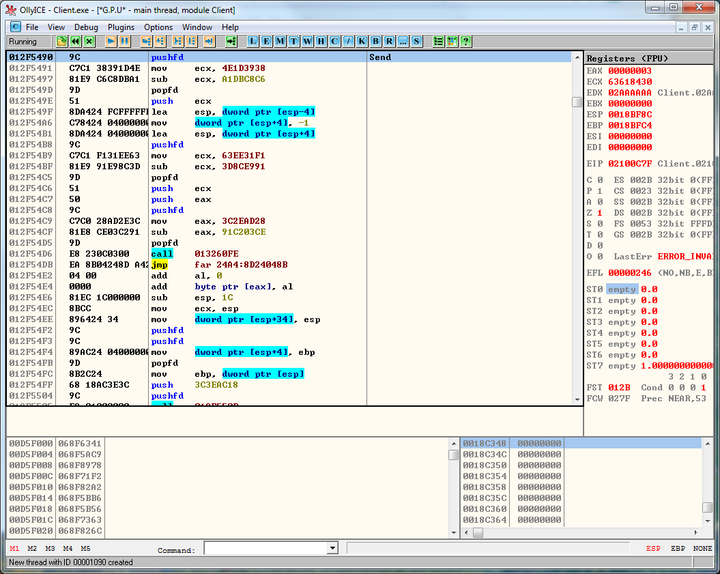 OllyICE - Client.exe - [*G.P.U* - main thread, module Client]
File View Debug Plugins Options Window Help
Running L E M T W H C / K B R ... S ?
012F5490 9C pushfd Send
012F5491 C7C1 38391D4E mov ecx, 4E1D3938
012F5497 81E9 C6C8DBA1 sub ecx, A1DBC8C6
012F549D 9D popfd
012F549E 51 push ecx
012F549F 8DA424 FCFFFFFF lea esp, dword ptr [esp-4]
012F54A6 C78424 04000000 mov dword ptr [esp+4], -1
012F54B1 8DA424 04000000 lea esp, dword ptr [esp+4]
012F54B8 9C pushfd
012F54B9 C7C1 F131EE63 mov ecx, 63EE31F1
012F54BF 81E9 91E98C3D sub ecx, 3D8CE991
012F54C5 9D popfd
012F54C6 51 push ecx
012F54C7 50 push eax
012F54C8 9C pushfd
012F54C9 C7C0 28AD2E3C mov eax, 3C2EAD28
012F54CF 81E8 CE03C291 sub eax, 91C203CE
012F54D5 9D popfd
012F54D6 E8 230C0300 call 013260FE
012F54DB EA 8B04248D A42 jmp far 24A4:8D24048B
012F54E2 04 00 add al, 0
012F54E4 0000 add byte ptr [eax], al
012F54E6 81EC 1C000000 sub esp, 1C
012F54EC 8BCC mov ecx, esp
012F54EE 896424 34 mov dword ptr [esp+34], esp
012F54F2 9C pushfd
012F54F3 9C pushfd
012F54F4 89AC24 04000000 mov dword ptr [esp+4], ebp
012F54FB 9D popfd
012F54FC 8B2C24 mov ebp, dword ptr [esp]
012F54FF 68 18AC3E3C push 3C3EAC18
012F5504 9C pushfd
Registers (FPU)
EAX 00000003
ECX 63618430
EDX 02AAAAAA Client.02A
EBX 00000000
ESP 0018BF8C
EBP 0018BFC4
ESI 00000000
EDI 00000000
EIP 02100C7F Client.0210
C 0 ES 002B 32bit 0(FF
P 1 CS 0023 32bit 0(FF
A 0 SS 002B 32bit 0(FF
Z 1 DS 002B 32bit 0(FF
S 0 FS 0053 32bit FFFD
T 0 GS 002B 32bit 0(FF
D 0
O 0 LastErr ERROR_INVA
EFL 00000246 (NO,NB,E,B
ST0 empty 0.0
ST1 empty 0.0
ST2 empty 0.0
ST3 empty 0.0
ST4 empty 0.0
ST5 empty 0.0
ST6 empty 0.0
ST7 empty 1.0000000000
3 2 1 0
FST 012B Cond 0 0 0 1
FCW 027F Prec NEAR,53
00D5F000 068F6341
00D5F004 068F5AC9
00D5F008 068F8978
00D5F00C 068F71F2
00D5F010 068F82A2
00D5F014 068F5BB6
00D5F018 068F5B56
00D5F01C 068F7363
00D5F020 068F826C
0018C348 00000000
0018C34C 00000000
0018C350 00000000
0018C354 00000000
0018C358 00000000
0018C35C 00000000
0018C360 00000000
0018C364 00000000
M1 M2 M3 M4 M5 Command: ESP EBP NONE
New thread with ID 00001090 created